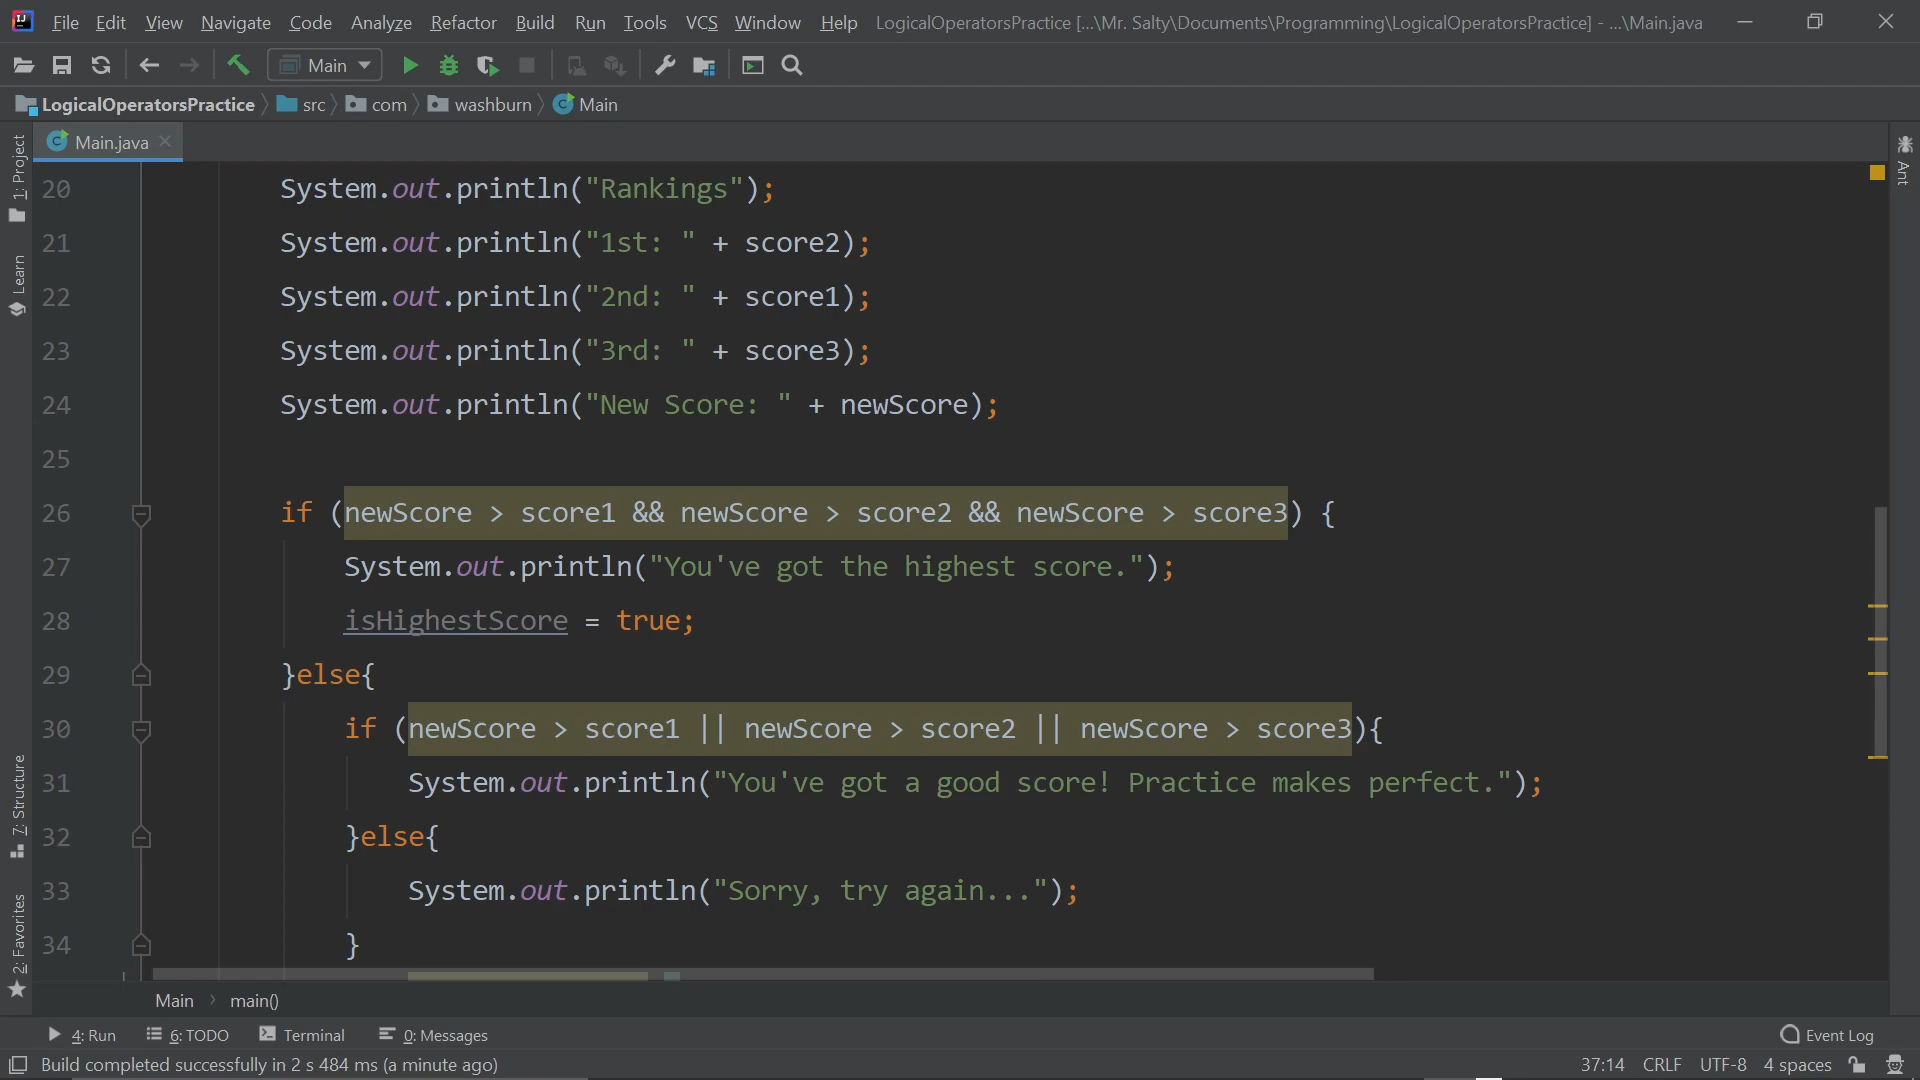 File Edit View Navigate Code Analyze Refactor Build Run Tools VCS Window Help LogicalOperatorsPractice [...\Mr. Salty\Documents\Programming\LogicalOperatorsPractice] - ...\Main.java
Main
LogicalOperatorsPractice src com washburn Main
Main.java
1: Project
Learn
7: Structure
2: Favorites
Ant
20 System.out.println("Rankings");
21 System.out.println("1st: " + score2);
22 System.out.println("2nd: " + score1);
23 System.out.println("3rd: " + score3);
24 System.out.println("New Score: " + newScore);
25
26 if (newScore > score1 && newScore > score2 && newScore > score3) {
27 System.out.println("You've got the highest score.");
28 isHighestScore = true;
29 }else{
30 if (newScore > score1 || newScore > score2 || newScore > score3){
31 System.out.println("You've got a good score! Practice makes perfect.");
32 }else{
33 System.out.println("Sorry, try again...");
34 }
Main main()
4: Run 6: TODO Terminal 0: Messages Event Log
Build completed successfully in 2 s 484 ms (a minute ago) 37:14 CRLF UTF-8 4 spaces